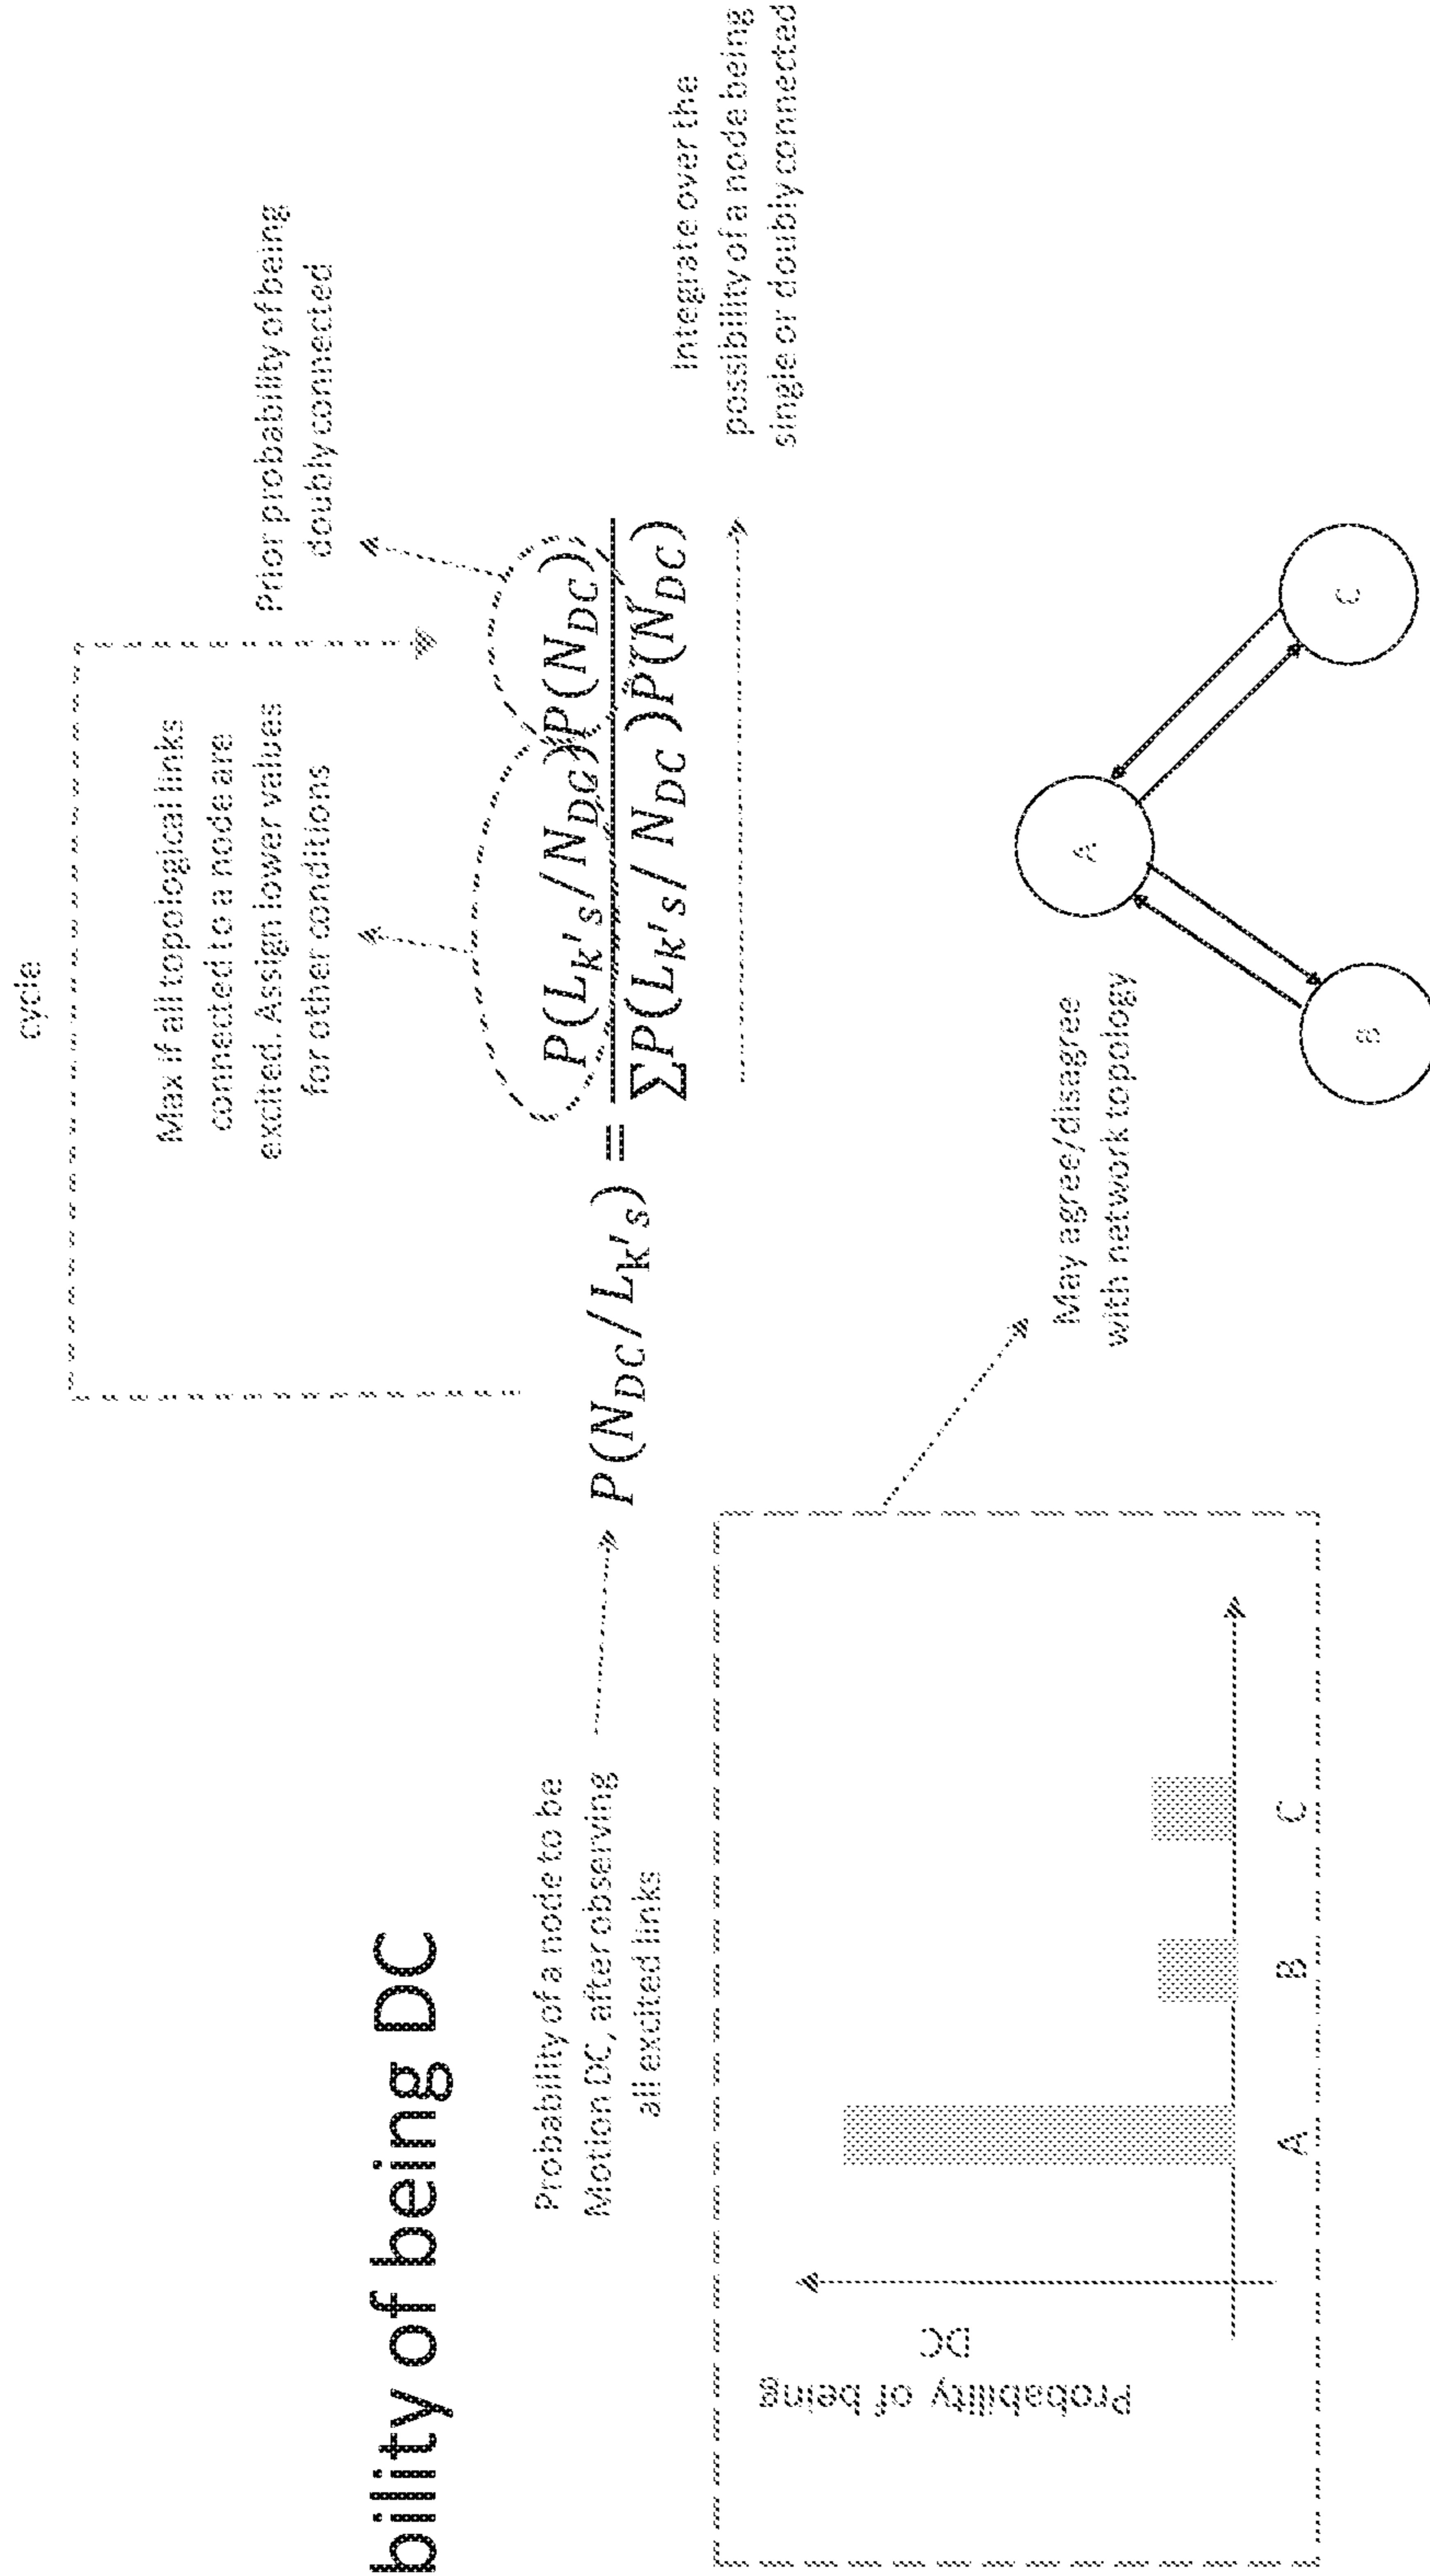 bility of being DC
cycle
Max if all topological links
connected to a node are
excited. Assign lower values
for other conditions
Prior probability of being
doubly connected
Probability of a node to be
Motion DC, after observing
all excited links
P(N_DC/L_k's) = P(L_k's/N_DC)P(N_DC)
ΣP(L_k's/ N_DC )P(N_DC)
Integrate over the
possibility of a node being
single or doubly connected
Probability of being
DC
A B C
May agree/disagree
with network topology
A
B
C